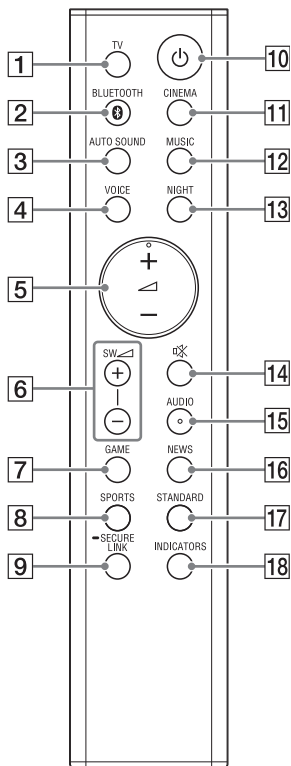 1 TV 10
BLUETOOTH CINEMA
2 11
AUTO SOUND MUSIC
3 12
VOICE NIGHT
4 13
+
5
−
SW
+ 14
6 AUDIO
− 15
GAME NEWS
7 16
SPORTS STANDARD
8 17
SECURE
LINK INDICATORS
9 18